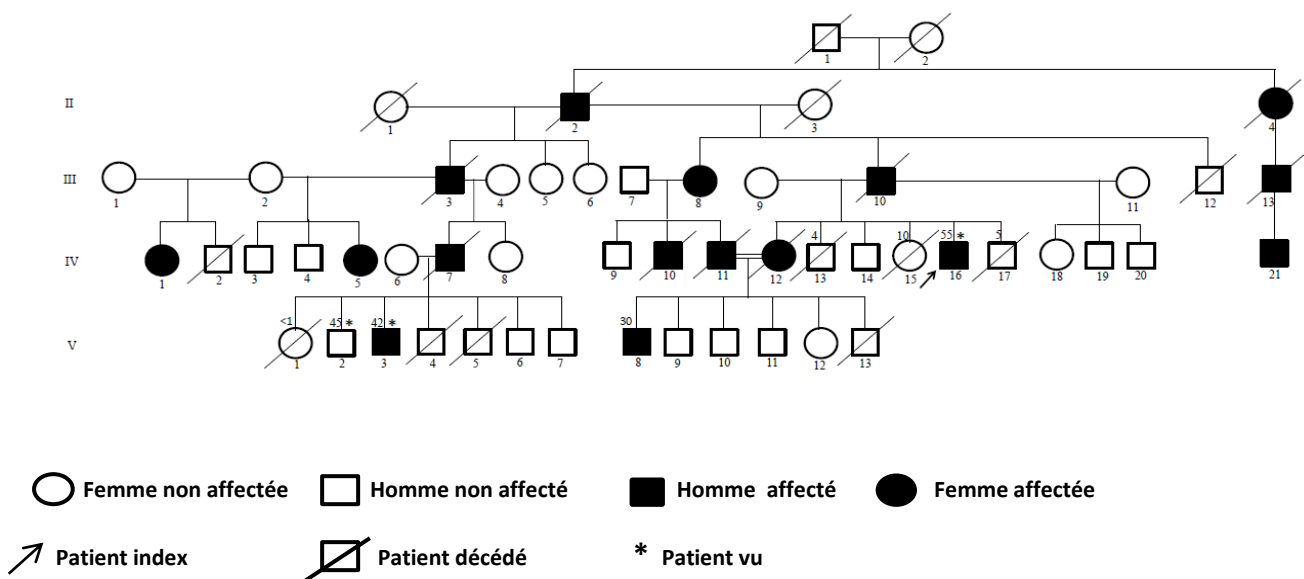 1 2
II
1 2 3 4
III
1 2 3 4 5 6 7 8 9 10 11 12 13
4 10 55 * 5
IV
1 2 3 4 5 6 7 8 9 10 11 12 13 14 15 16 17 18 19 20 21
<1 45 * 42 * 30
V
1 2 3 4 5 6 7 8 9 10 11 12 13
Femme non affectée Homme non affecté Homme affecté Femme affectée
Patient index Patient décédé * Patient vu